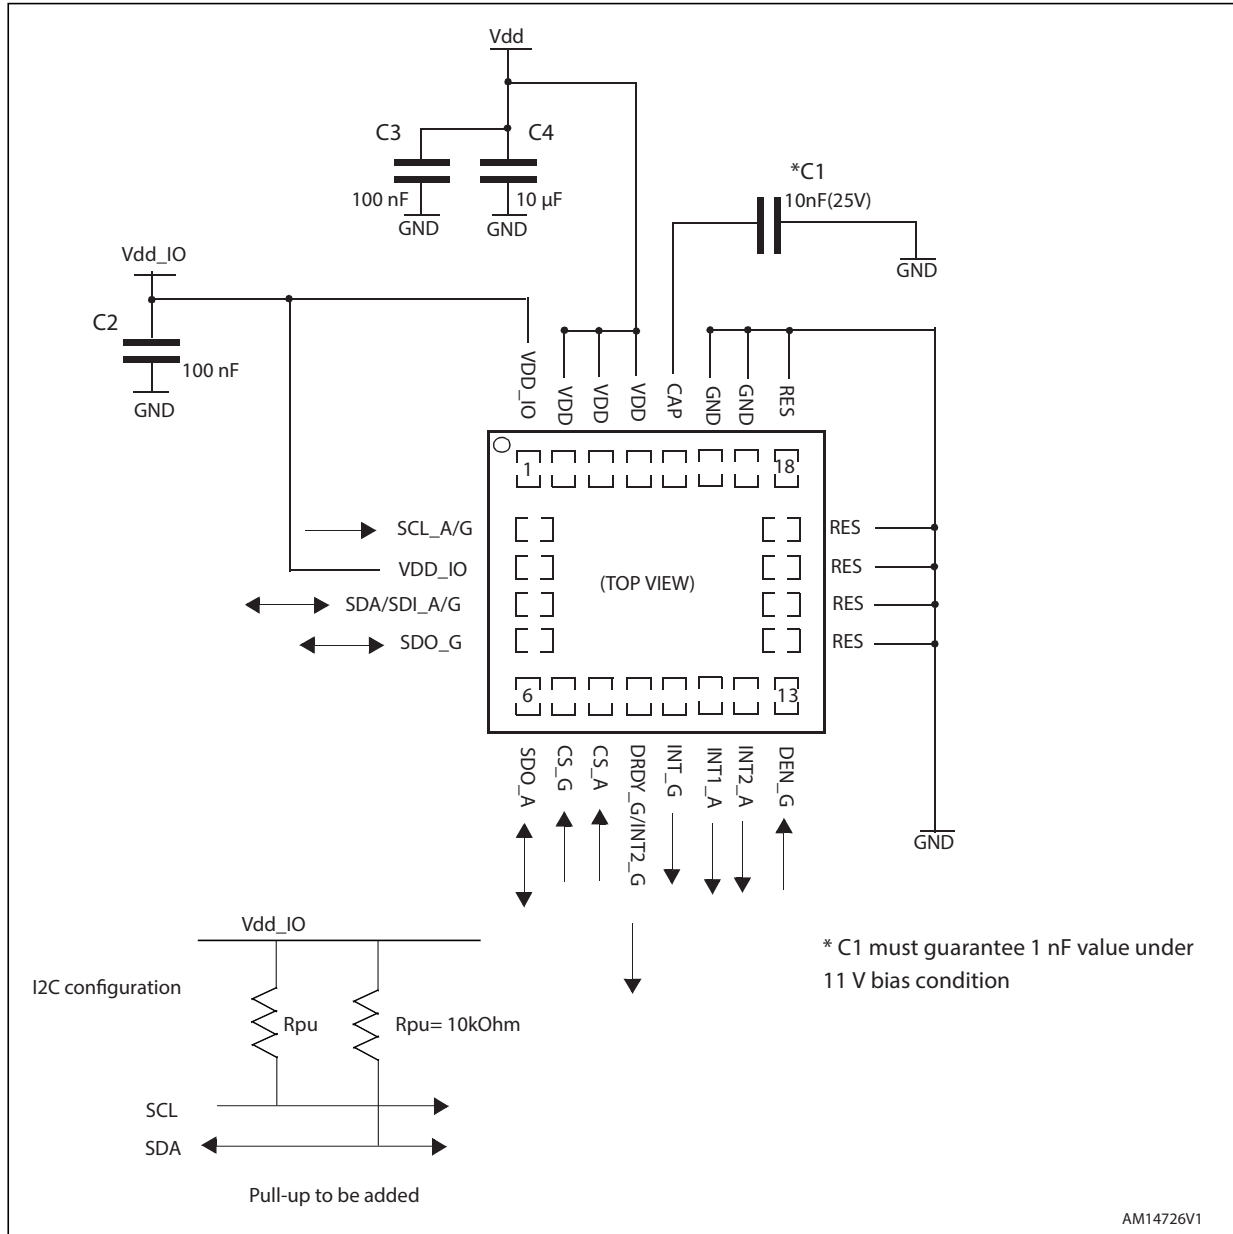 Vdd
C3
C4
100 nF
10 µF
GND
GND
*C1
10nF(25V)
GND
Vdd_IO
C2
100 nF
GND
VDD_IO
VDD
VDD
VDD
CAP
GND
GND
RES
1
18
SCL_A/G
VDD_IO
SDA/SDI_A/G
SDO_G
(TOP VIEW)
RES
RES
RES
RES
6
13
SDO_A
CS_G
CS_A
DRDY_G/INT2_G
INT_G
INT1_A
INT2_A
DEN_G
GND
Vdd_IO
I2C configuration
Rpu
Rpu= 10kOhm
SCL
SDA
Pull-up to be added
* C1 must guarantee 1 nF value under
11 V bias condition
AM14726V1